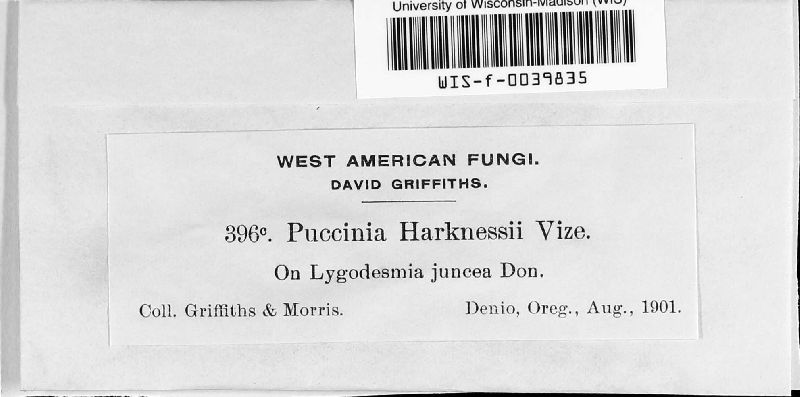 University of Wisconsin-Madison (WIS)
WIS-f-0039835
WEST AMERICAN FUNGI.
DAVID GRIFFITHS.
396c. Puccinia Harknessii Vize.
On Lygodesmia juncea Don.
Coll. Griffiths & Morris. Denio, Oreg., Aug., 1901.